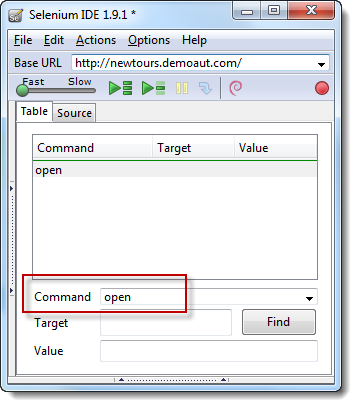 Selenium IDE 1.9.1 *
File Edit Actions Options Help
Base URL http://newtours.demoaut.com/
Fast Slow
Table Source
Command Target Value
open
Command open
Target Find
Value